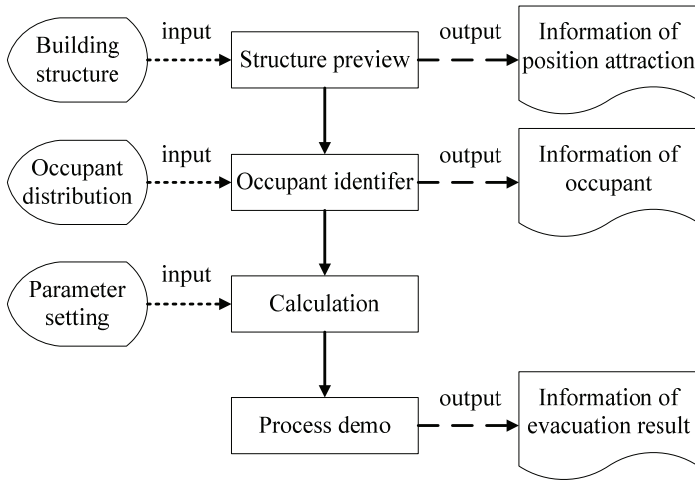 Building
structure
input
Structure preview
output
Information of
position attraction
Occupant
distribution
input
Occupant identifer
output
Information of
occupant
Parameter
setting
input
Calculation
Process demo
output
Information of
evacuation result